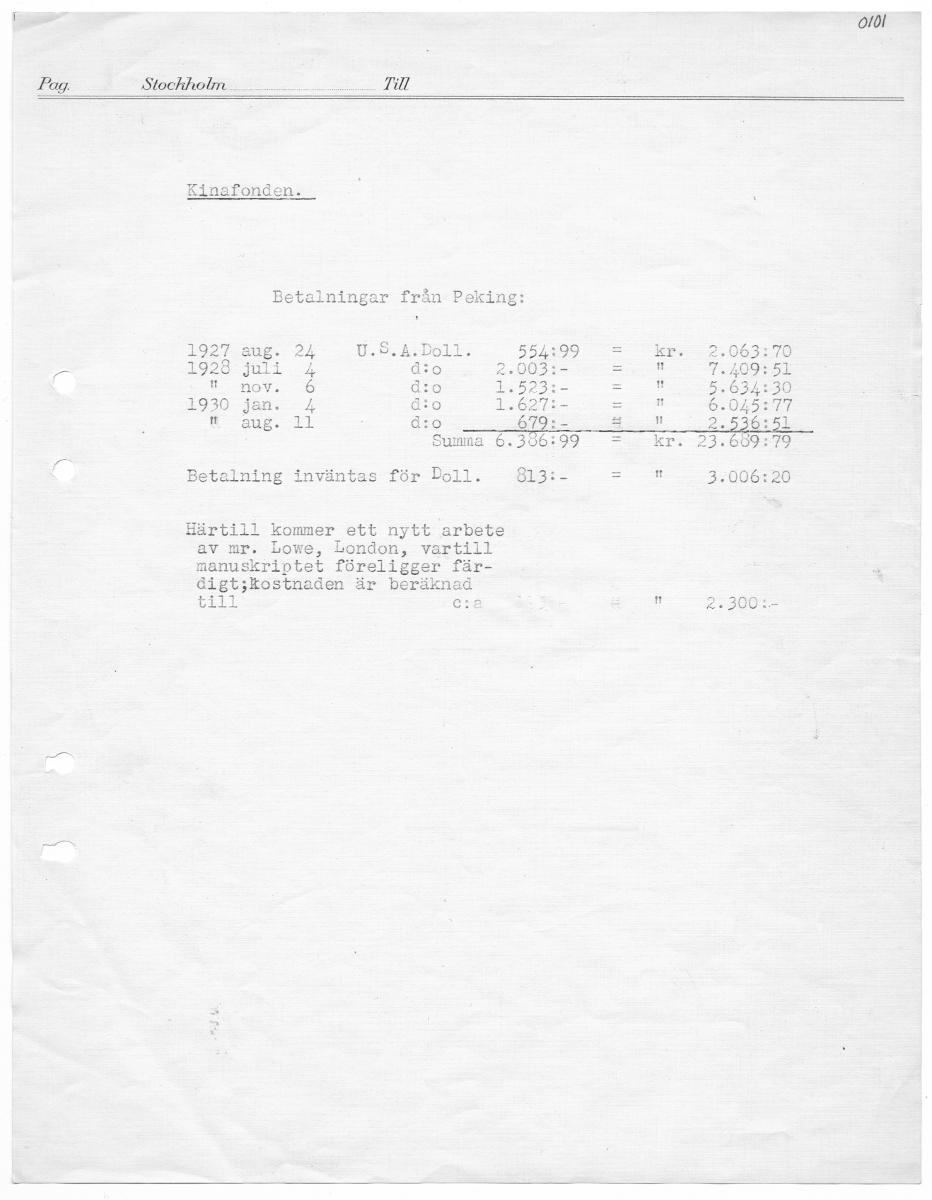 0101
Pag. Stockholm Till
Kinafonden.
Betalningar från Peking:
1927 aug. 24 U.S.A.Doll. 554:99 = kr. 2.063:70
1928 juli 4 d:o 2.003:- = " 7.409:51
" nov. 6 d:o 1.523:- = " 5.634:30
1930 jan. 4 d:o 1.627:- = " 6.045:77
" aug. 11 d:o 679:- = " 2.536:51
Summa 6.386:99 = kr. 23.689:79
Betalning inväntas för Doll. 813:- = " 3.006:20
Härtill kommer ett nytt arbete
av mr. Lowe, London, vartill
manuskriptet föreligger fär-
digt;kostnaden är beräknad
till c:a = " 2.300:-